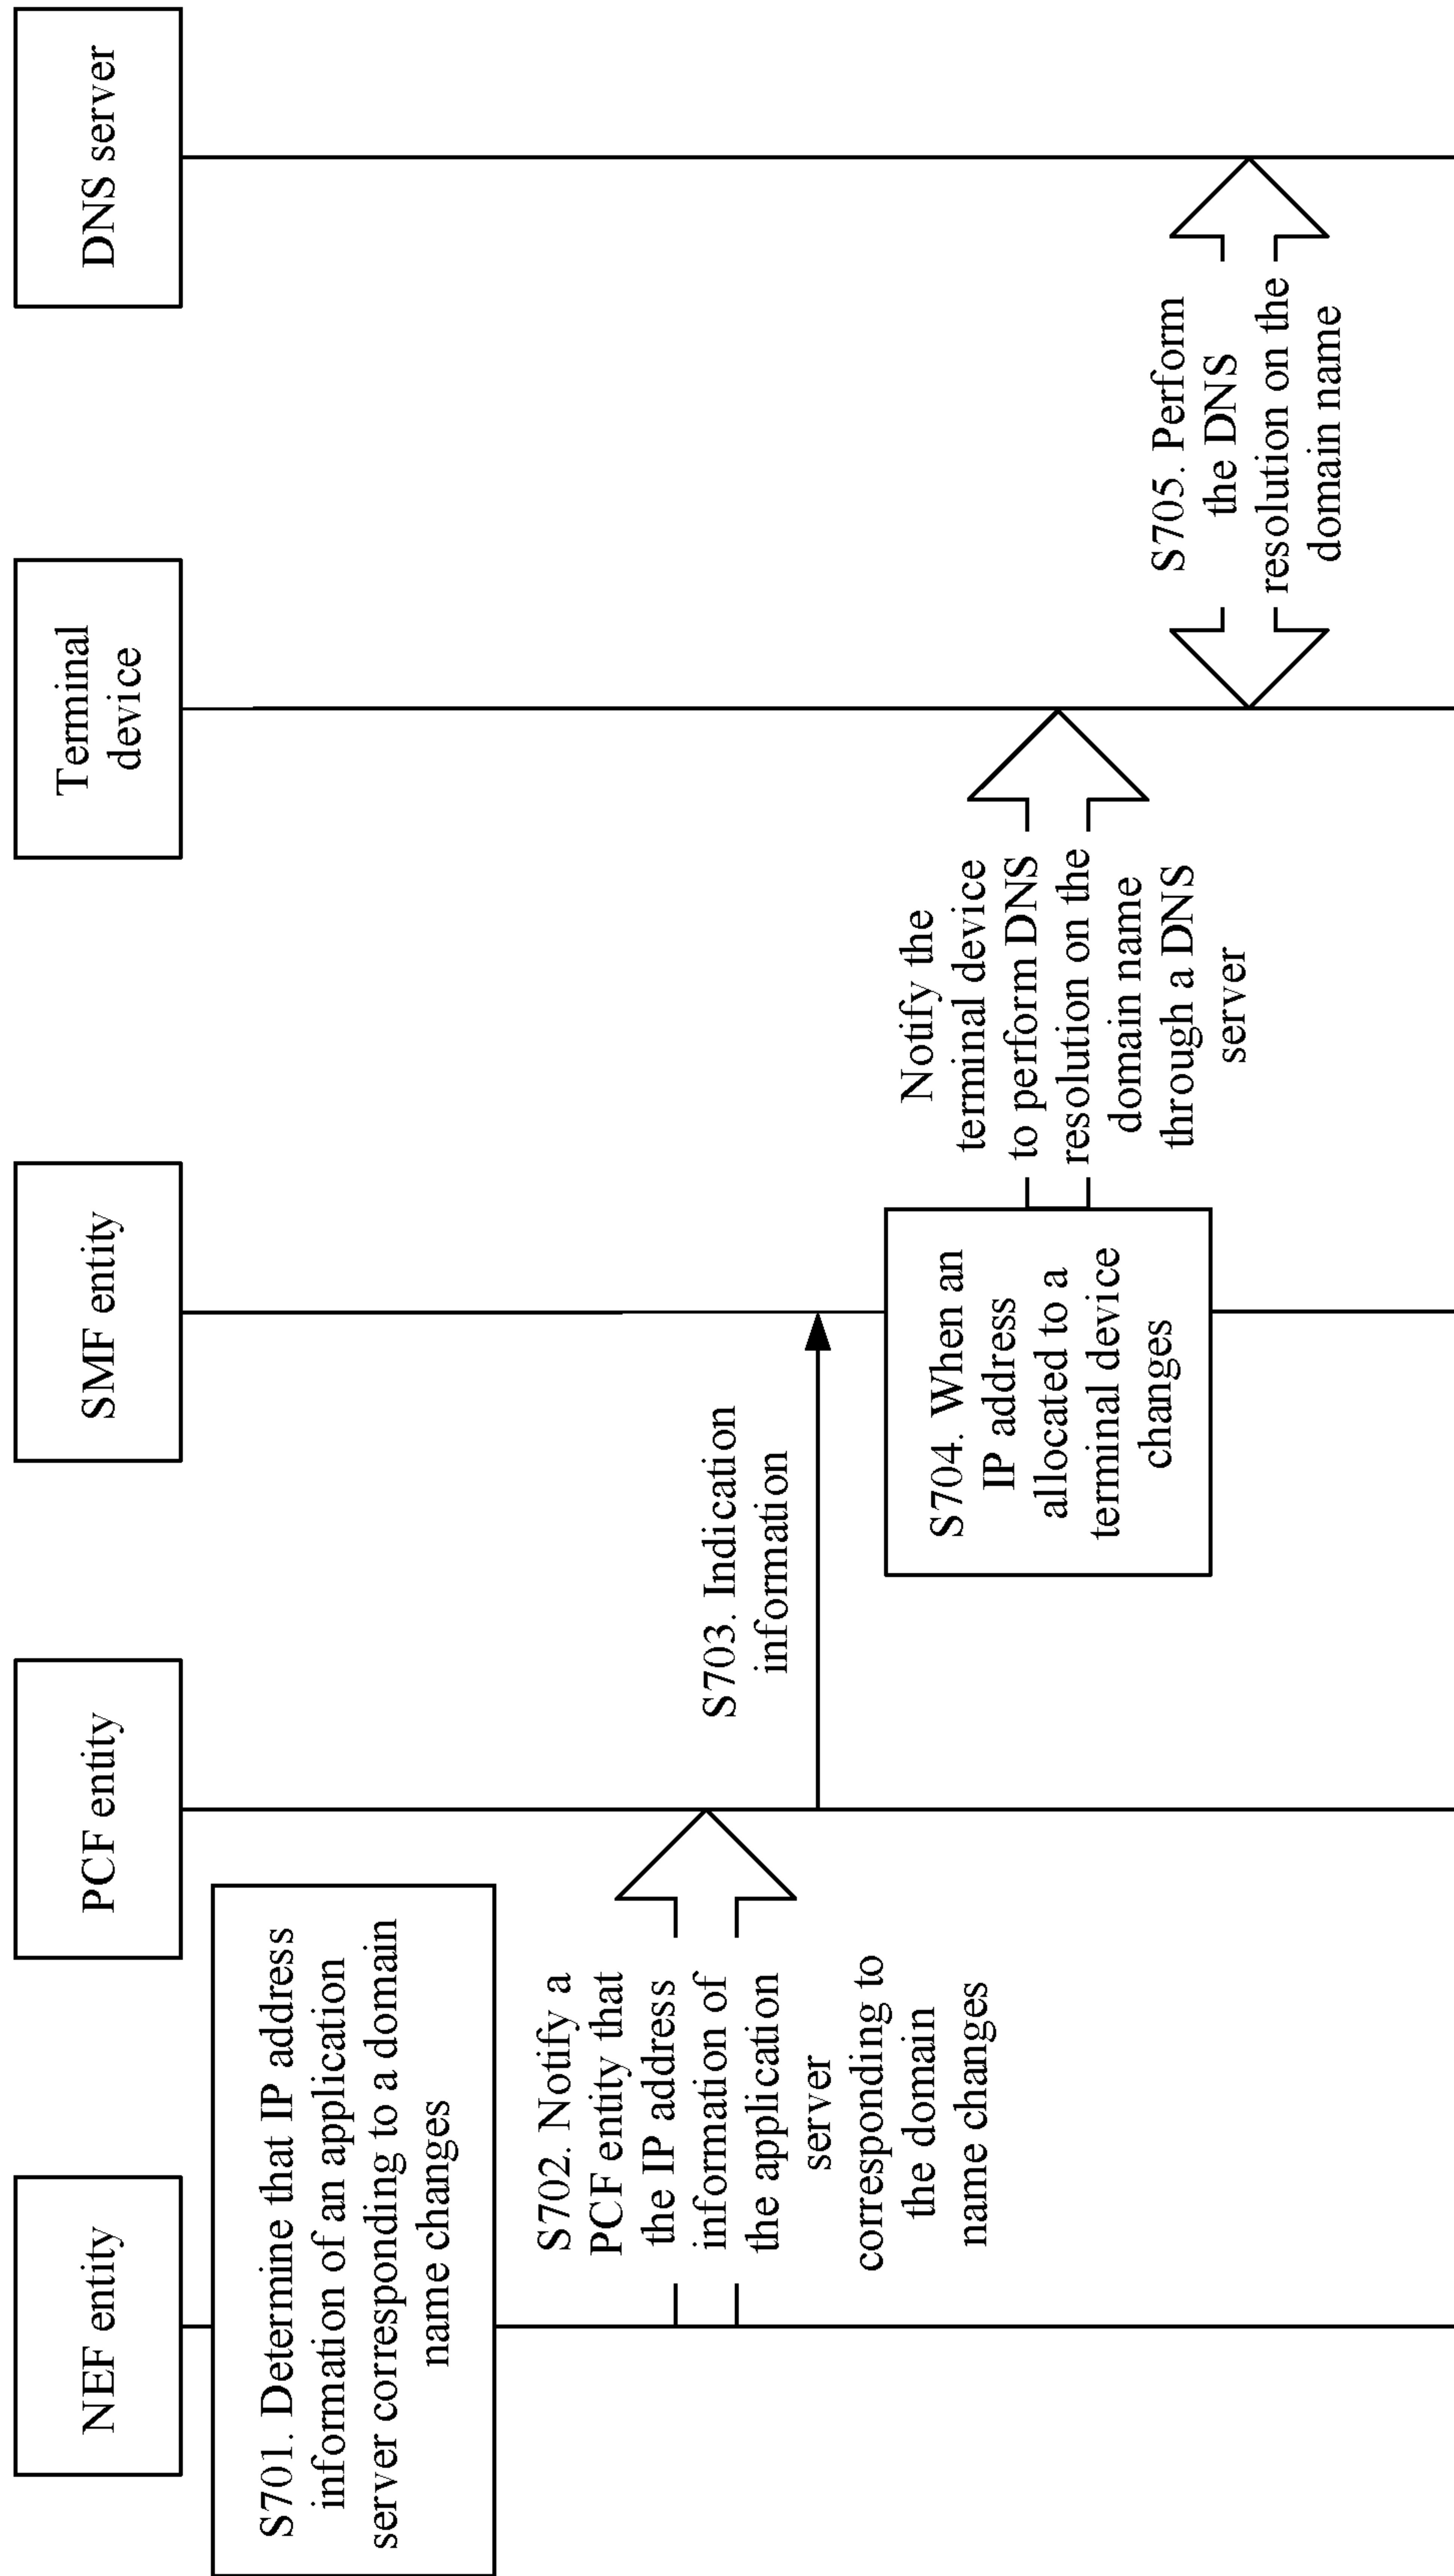 NEF entity
PCF entity
SMF entity
Terminal
device
DNS server
S701. Determine that IP address
information of an application
server corresponding to a domain
name changes
S702. Notify a
PCF entity that
the IP address
information of
the application
server
corresponding to
the domain
name changes
S703. Indication
information
S704. When an
IP address
allocated to a
terminal device
changes
Notify the
terminal device
to perform DNS
resolution on the
domain name
through a DNS
server
S705. Perform
the DNS
resolution on the
domain name